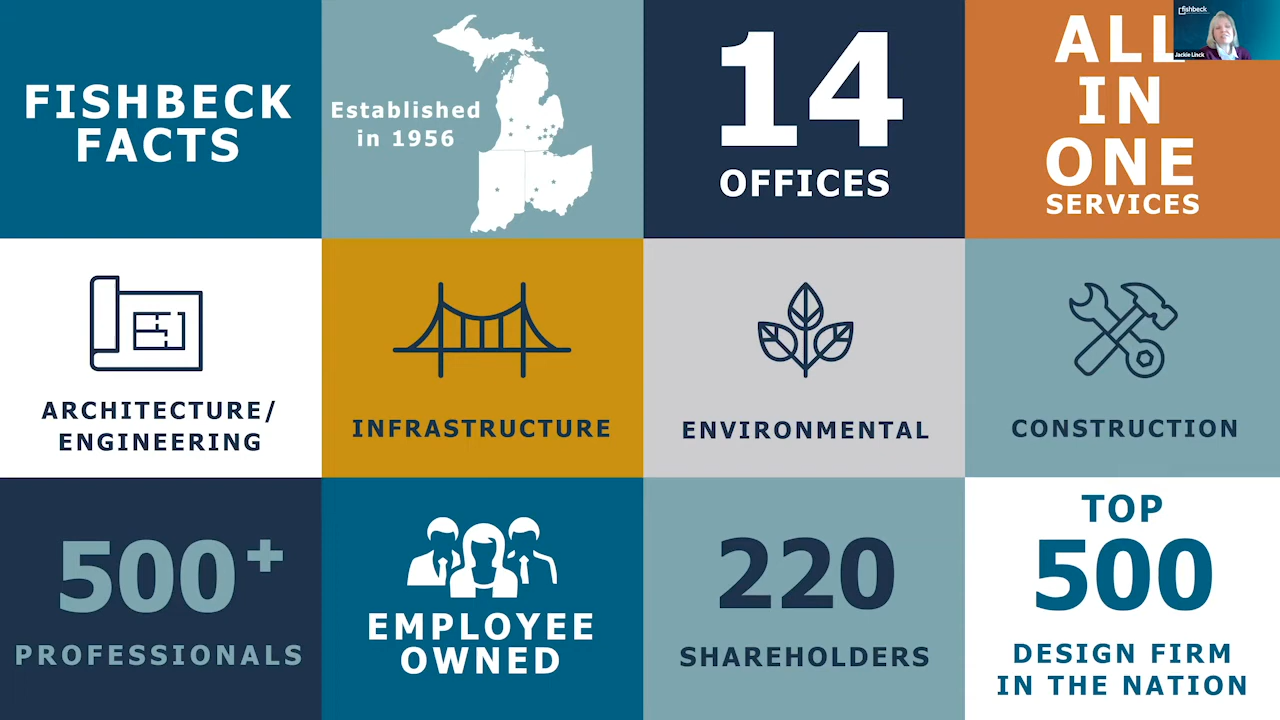 FISHBECK
FACTS
Established
in 1956
14
OFFICES
ALL
IN
ONE
SERVICES
fishbeck
Jackie Linck
ARCHITECTURE/
ENGINEERING
INFRASTRUCTURE
ENVIRONMENTAL
CONSTRUCTION
500+
PROFESSIONALS
EMPLOYEE
OWNED
220
SHAREHOLDERS
TOP
500
DESIGN FIRM
IN THE NATION